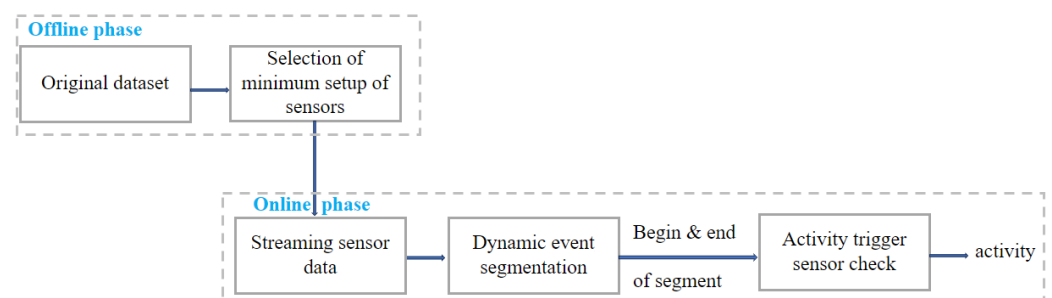 Offline phase
Original dataset
Selection of
minimum setup of
sensors
Online phase
Streaming sensor
data
Dynamic event
segmentation
Begin & end
of segment
Activity trigger
sensor check
activity